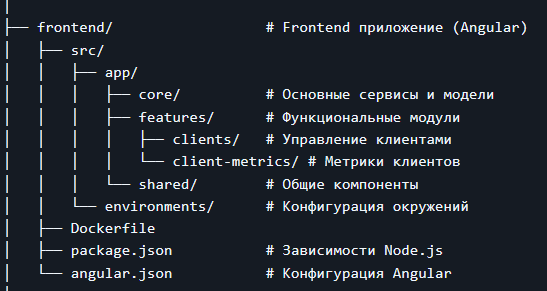 │
├── frontend/                  # Frontend приложение (Angular)
│   ├── src/
│   │   ├── app/
│   │   │   ├── core/          # Основные сервисы и модели
│   │   │   ├── features/      # Функциональные модули
│   │   │   │   ├── clients/   # Управление клиентами
│   │   │   │   └── client-metrics/ # Метрики клиентов
│   │   │   └── shared/        # Общие компоненты
│   │   └── environments/      # Конфигурация окружений
│   ├── Dockerfile
│   ├── package.json           # Зависимости Node.js
│   └── angular.json           # Конфигурация Angular
│